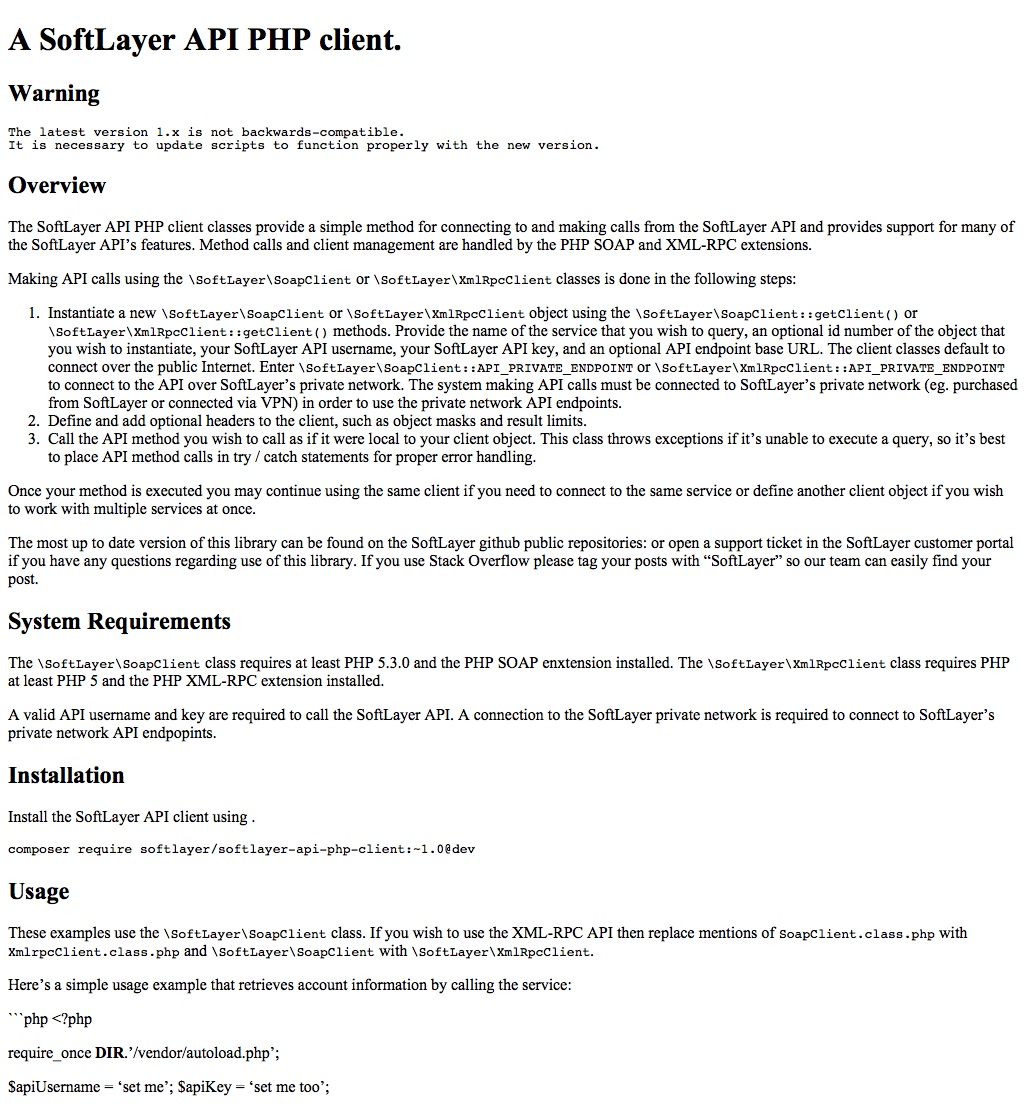 A SoftLayer API PHP client.
Warning
The latest version 1.x is not backwards-compatible.
It is necessary to update scripts to function properly with the new version.
Overview
The SoftLayer API PHP client classes provide a simple method for connecting to and making calls from the SoftLayer API and provides support for many of
the SoftLayer API’s features. Method calls and client management are handled by the PHP SOAP and XML-RPC extensions.
Making API calls using the \SoftLayer\SoapClient or \SoftLayer\XmlRpcClient classes is done in the following steps:
1. Instantiate a new \SoftLayer\SoapClient or \SoftLayer\XmlRpcClient object using the \SoftLayer\SoapClient::getClient() or
\SoftLayer\XmlRpcClient::getClient() methods. Provide the name of the service that you wish to query, an optional id number of the object that
you wish to instantiate, your SoftLayer API username, your SoftLayer API key, and an optional API endpoint base URL. The client classes default to
connect over the public Internet. Enter \SoftLayer\SoapClient::API_PRIVATE_ENDPOINT or \SoftLayer\XmlRpcClient::API_PRIVATE_ENDPOINT
to connect to the API over SoftLayer’s private network. The system making API calls must be connected to SoftLayer’s private network (eg. purchased
from SoftLayer or connected via VPN) in order to use the private network API endpoints.
2. Define and add optional headers to the client, such as object masks and result limits.
3. Call the API method you wish to call as if it were local to your client object. This class throws exceptions if it’s unable to execute a query, so it’s best
to place API method calls in try / catch statements for proper error handling.
Once your method is executed you may continue using the same client if you need to connect to the same service or define another client object if you wish
to work with multiple services at once.
The most up to date version of this library can be found on the SoftLayer github public repositories: or open a support ticket in the SoftLayer customer portal
if you have any questions regarding use of this library. If you use Stack Overflow please tag your posts with “SoftLayer” so our team can easily find your
post.
System Requirements
The \SoftLayer\SoapClient class requires at least PHP 5.3.0 and the PHP SOAP enxtension installed. The \SoftLayer\XmlRpcClient class requires PHP
at least PHP 5 and the PHP XML-RPC extension installed.
A valid API username and key are required to call the SoftLayer API. A connection to the SoftLayer private network is required to connect to SoftLayer’s
private network API endpopints.
Installation
Install the SoftLayer API client using .
composer require softlayer/softlayer-api-php-client:~1.0@dev
Usage
These examples use the \SoftLayer\SoapClient class. If you wish to use the XML-RPC API then replace mentions of SoapClient.class.php with
XmlrpcClient.class.php and \SoftLayer\SoapClient with \SoftLayer\XmlRpcClient.
Here’s a simple usage example that retrieves account information by calling the service:
```php <?php
require_once DIR.’/vendor/autoload.php’;
$apiUsername = ‘set me’; $apiKey = ‘set me too’;